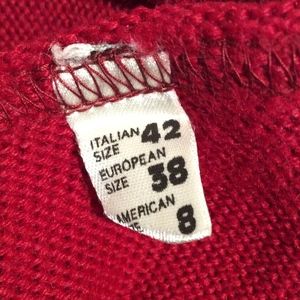 ITALIAN 42
SIZE
EUROPEAN
SIZE 38
AMERICAN
8